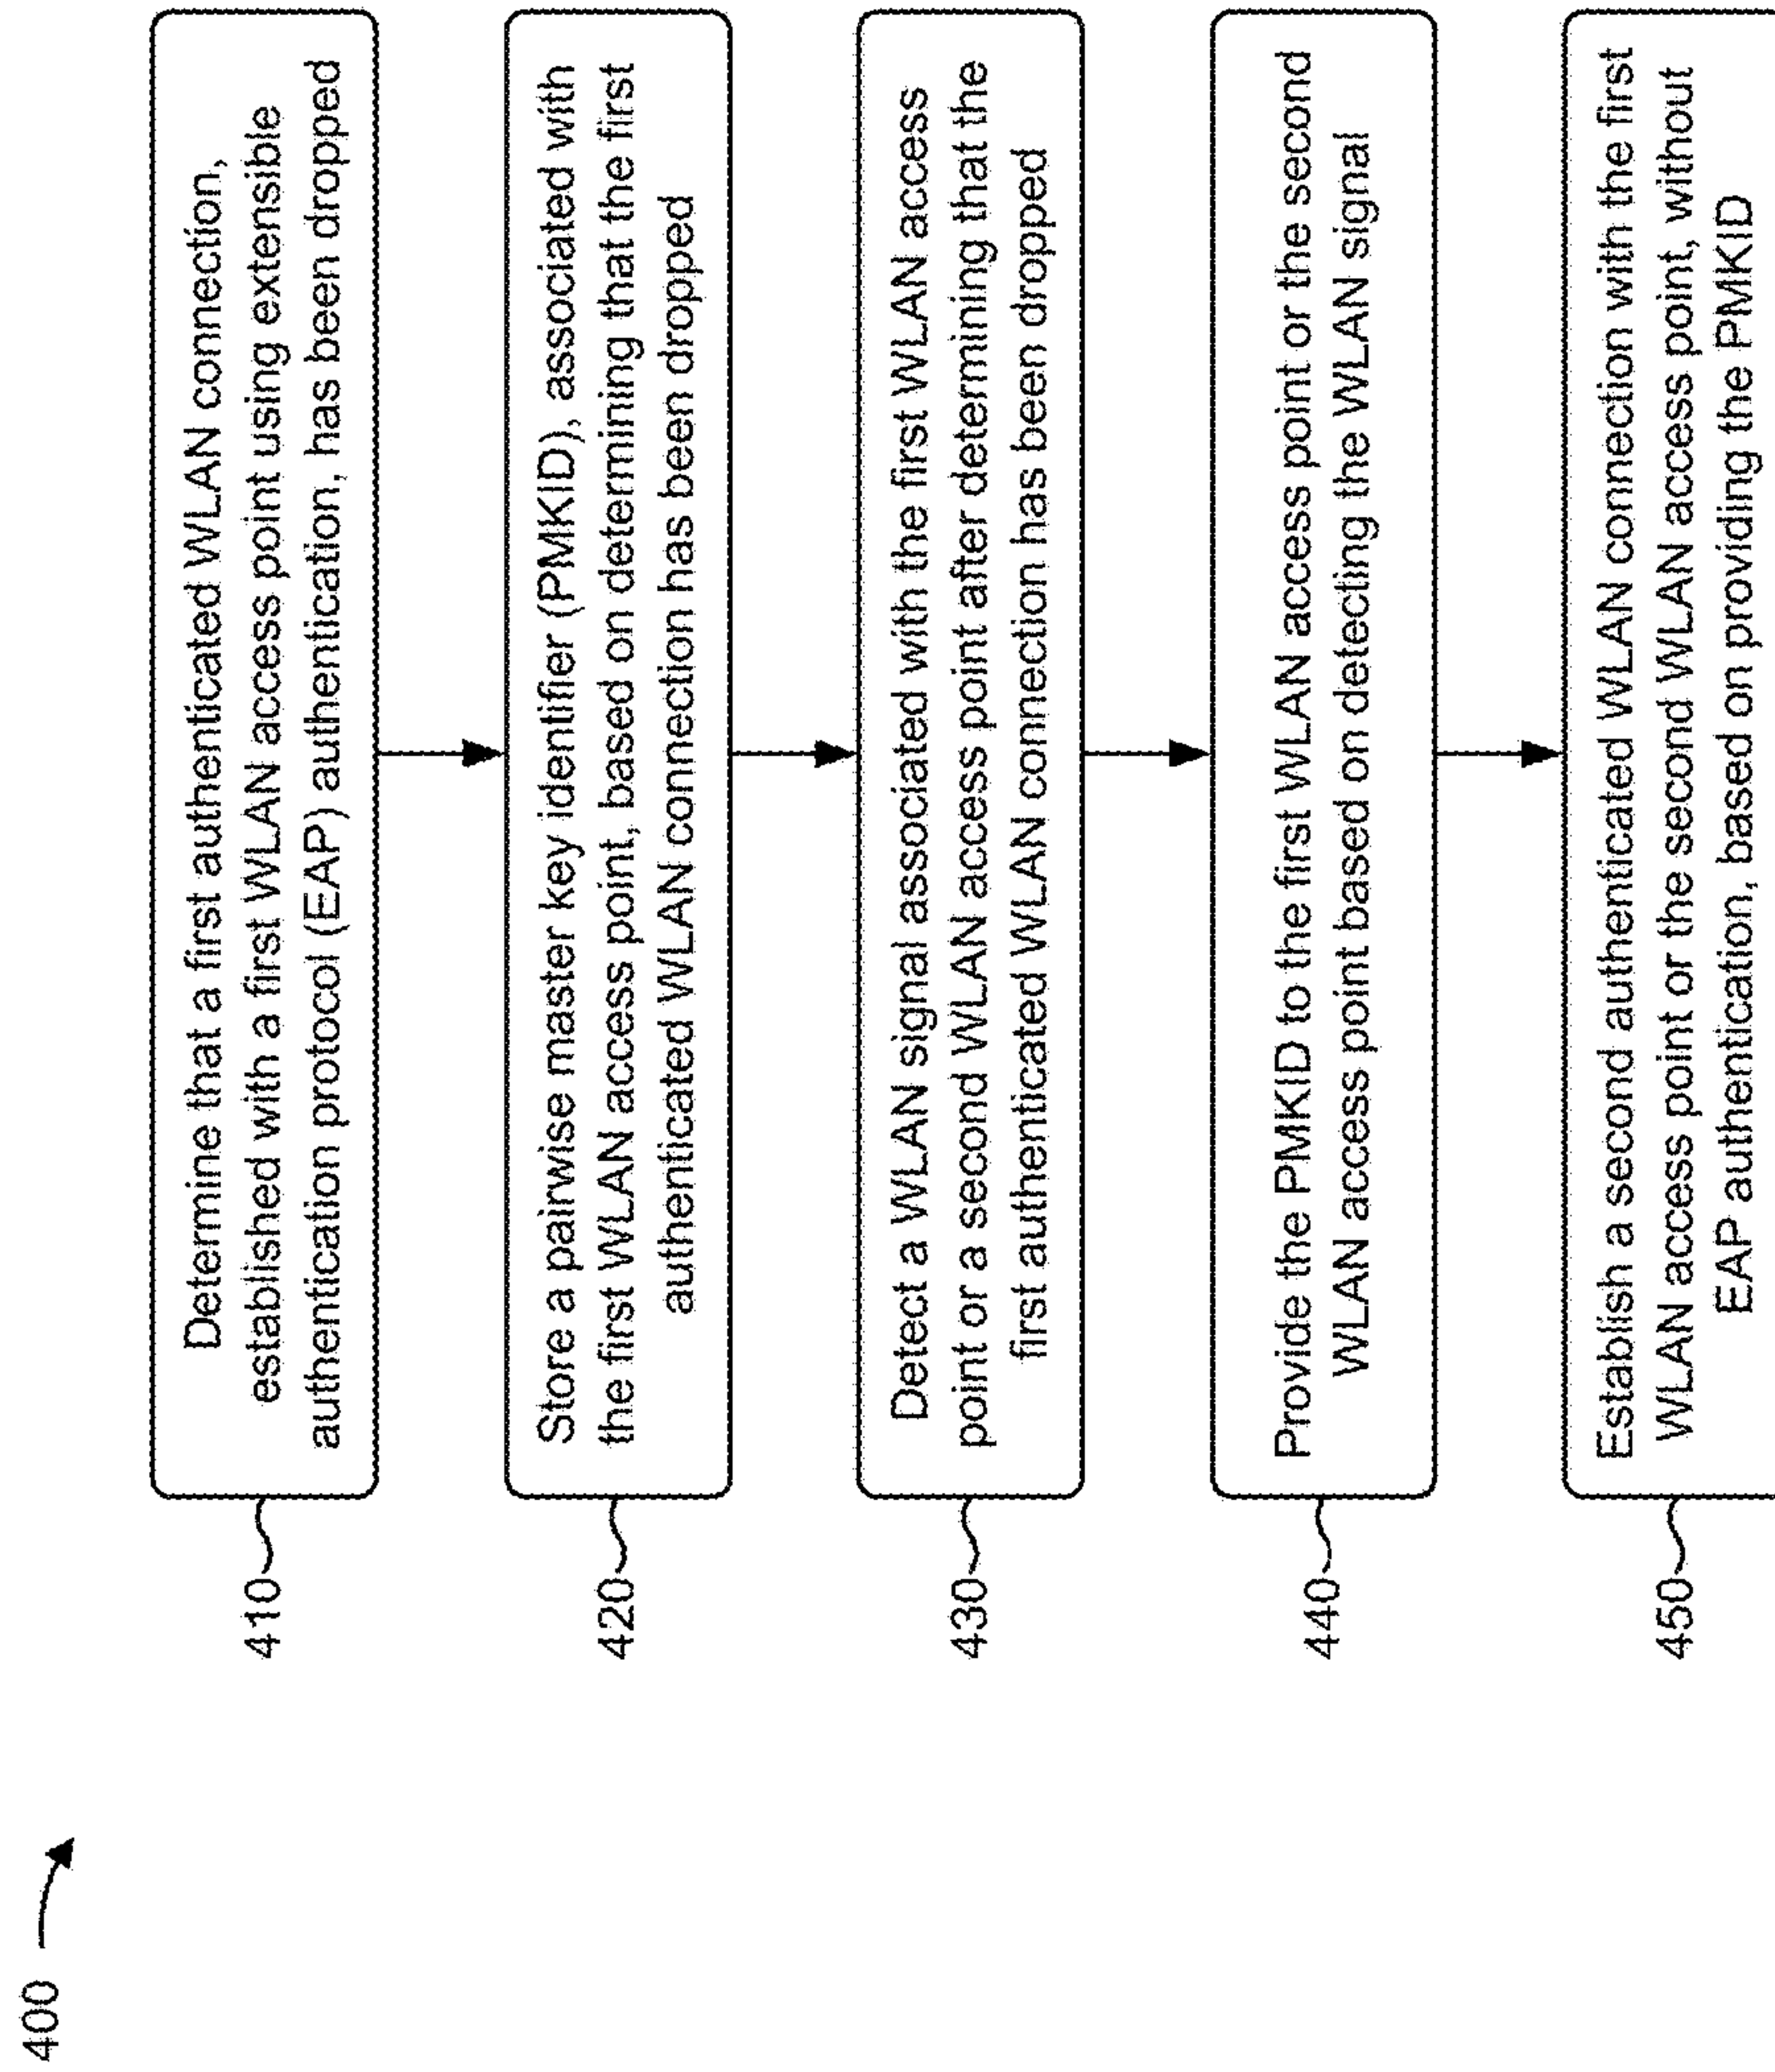 400
410
Determine that a first authenticated WLAN connection,
established with a first WLAN access point using extensible
authentication protocol (EAP) authentication, has been dropped
420
Store a pairwise master key identifier (PMKID), associated with
the first WLAN access point, based on determining that the first
authenticated WLAN connection has been dropped
430
Detect a WLAN signal associated with the first WLAN access
point or a second WLAN access point after determining that the
first authenticated WLAN connection has been dropped
440
Provide the PMKID to the first WLAN access point or the second
WLAN access point based on detecting the WLAN signal
450
Establish a second authenticated WLAN connection with the first
WLAN access point or the second WLAN access point, without
EAP authentication, based on providing the PMKID